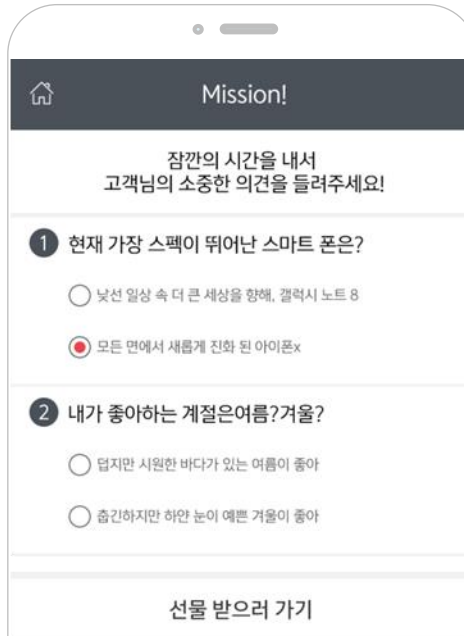 Mission!
잠깐의 시간을 내서
고객님의 소중한 의견을 들려주세요!
1 현재 가장 스펙이 뛰어난 스마트 폰은?
낯선 일상 속 더 큰 세상을 향해, 갤럭시 노트 8
모든 면에서 새롭게 진화 된 아이폰x
2 내가 좋아하는 계절은여름?겨울?
덥지만 시원한 바다가 있는 여름이 좋아
춥긴하지만 하얀 눈이 예쁜 겨울이 좋아
선물 받으러 가기